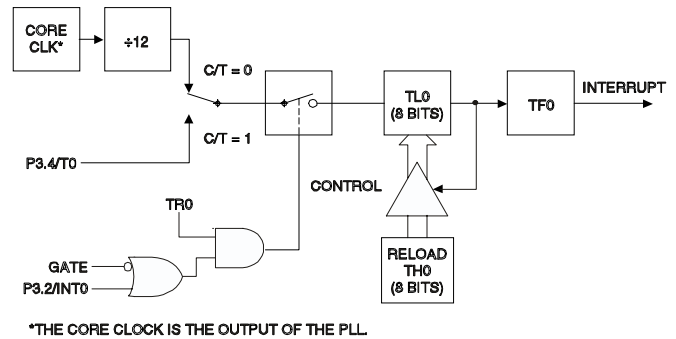 CORE
CLK*
÷12
C/T = 0
C/T = 1
P3.4/T0
TL0
(8 BITS)
TF0
INTERRUPT
CONTROL
TR0
GATE
P3.2/INT0
RELOAD
TH0
(8 BITS)
*THE CORE CLOCK IS THE OUTPUT OF THE PLL.